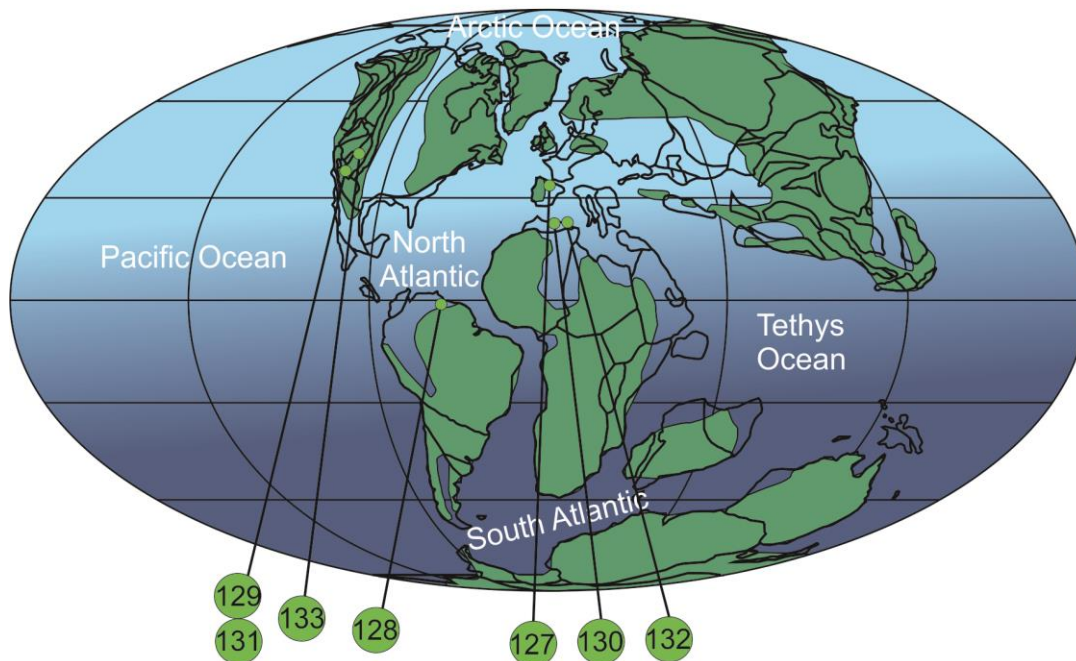 Arctic Ocean
Pacific Ocean
North
Atlantic
Tethys
Ocean
South Atlantic
129
131
133
128
127
130
132